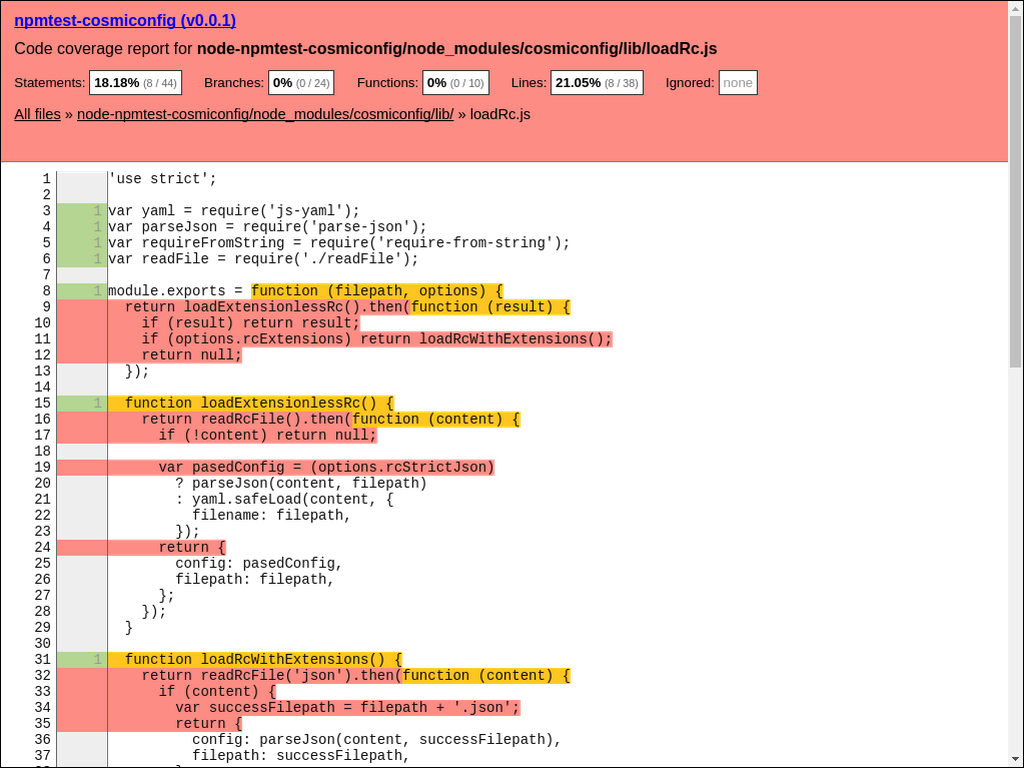 npmtest-cosmiconfig (v0.0.1)
Code coverage report for node-npmtest-cosmiconfig/node_modules/cosmiconfig/lib/loadRc.js
Statements: 18.18% (8 / 44) Branches: 0% (0 / 24) Functions: 0% (0 / 10) Lines: 21.05% (8 / 38) Ignored: none
All files » node-npmtest-cosmiconfig/node_modules/cosmiconfig/lib/ » loadRc.js
1 'use strict';
2
3 1 var yaml = require('js-yaml');
4 1 var parseJson = require('parse-json');
5 1 var requireFromString = require('require-from-string');
6 1 var readFile = require('./readFile');
7
8 1 module.exports = function (filepath, options) {
9 return loadExtensionlessRc().then(function (result) {
10 if (result) return result;
11 if (options.rcExtensions) return loadRcWithExtensions();
12 return null;
13 });
14
15 1 function loadExtensionlessRc() {
16 return readRcFile().then(function (content) {
17 if (!content) return null;
18
19 var pasedConfig = (options.rcStrictJson)
20 ? parseJson(content, filepath)
21 : yaml.safeLoad(content, {
22 filename: filepath,
23 });
24 return {
25 config: pasedConfig,
26 filepath: filepath,
27 };
28 });
29 }
30
31 1 function loadRcWithExtensions() {
32 return readRcFile('json').then(function (content) {
33 if (content) {
34 var successFilepath = filepath + '.json';
35 return {
36 config: parseJson(content, successFilepath),
37 filepath: successFilepath,